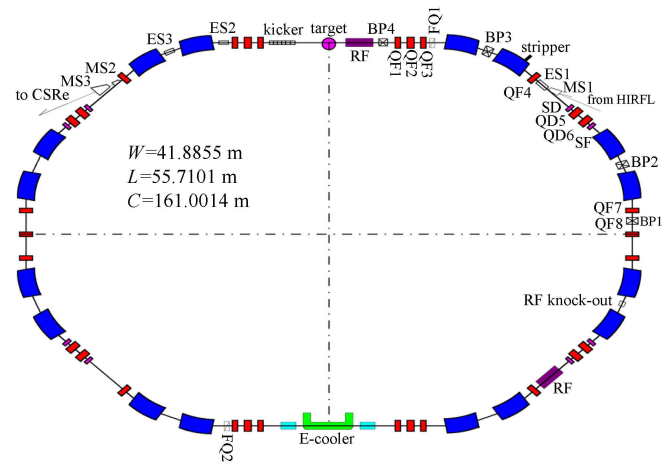 kicker
target
RF
BP4
QF1
QF2
QF3
FQ1
BP3
stripper
ES2
ES3
MS2
MS3
to CSRe
QF4
ES1
MS1
from HIRFL
SD
QD5
QD6
SF
BP2
W=41.8855 m
L=55.7101 m
C=161.0014 m
QF7
QF8
BP1
RF knock-out
RF
E-cooler
FQ2